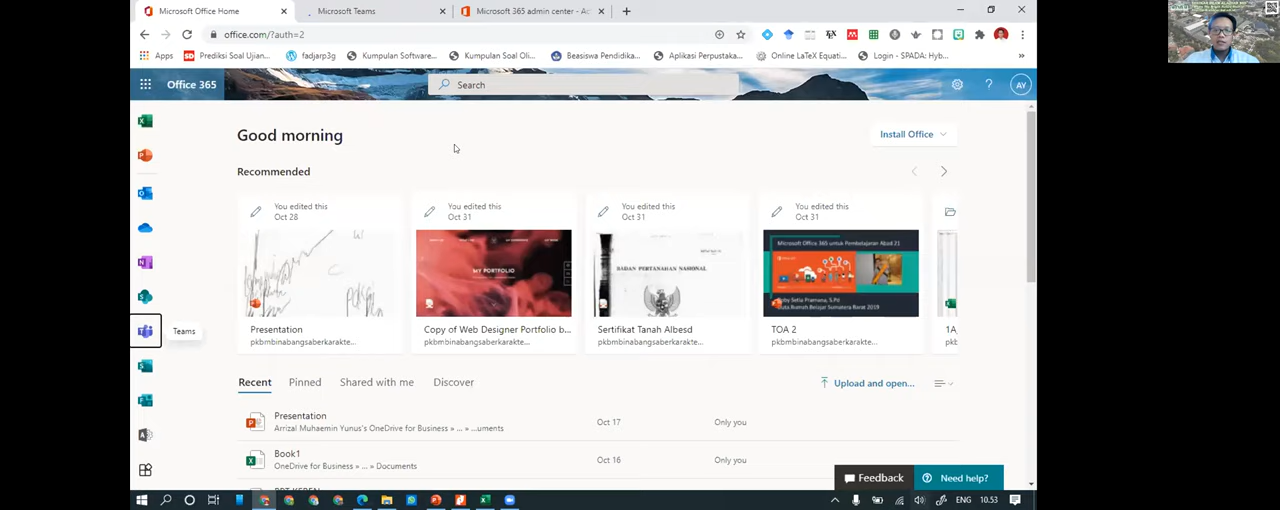 Microsoft Office Home
Microsoft Teams
Microsoft 365 admin center - Ac
office.com/?auth=2
Apps
Prediksi Soal Ujian...
fadjarp3g
Kumpulan Software...
Kumpulan Soal Oli...
Beasiswa Pendidika...
Aplikasi Perpustaka...
Online LaTeX Equati...
Login - SPADA: Hyb...
Office 365
Search
AY
Good morning
Install Office
Recommended
You edited this
Oct 28
You edited this
Oct 31
You edited this
Oct 31
You edited this
Oct 31
MY PORTFOLIO
BADAN PERTANAHAN NASIONAL
Microsoft Office 365 untuk Pembelajaran Abad 21
Presentation
Copy of Web Designer Portfolio b...
pkbmbinabangsaberkarakte...
Sertifikat Tanah Albesd
pkbmbinabangsaberkarakte...
TOA 2
pkbmbinabangsaberkarakte...
pkbmbinabangsaberkarakte...
Teams
Recent
Pinned
Shared with me
Discover
Upload and open...
Presentation
Arrizal Muhaemin Yunus's OneDrive for Business » ... » ...uments
Oct 17
Only you
Book1
OneDrive for Business » ... » Documents
Oct 16
Only you
Feedback
Need help?
ENG
10.53